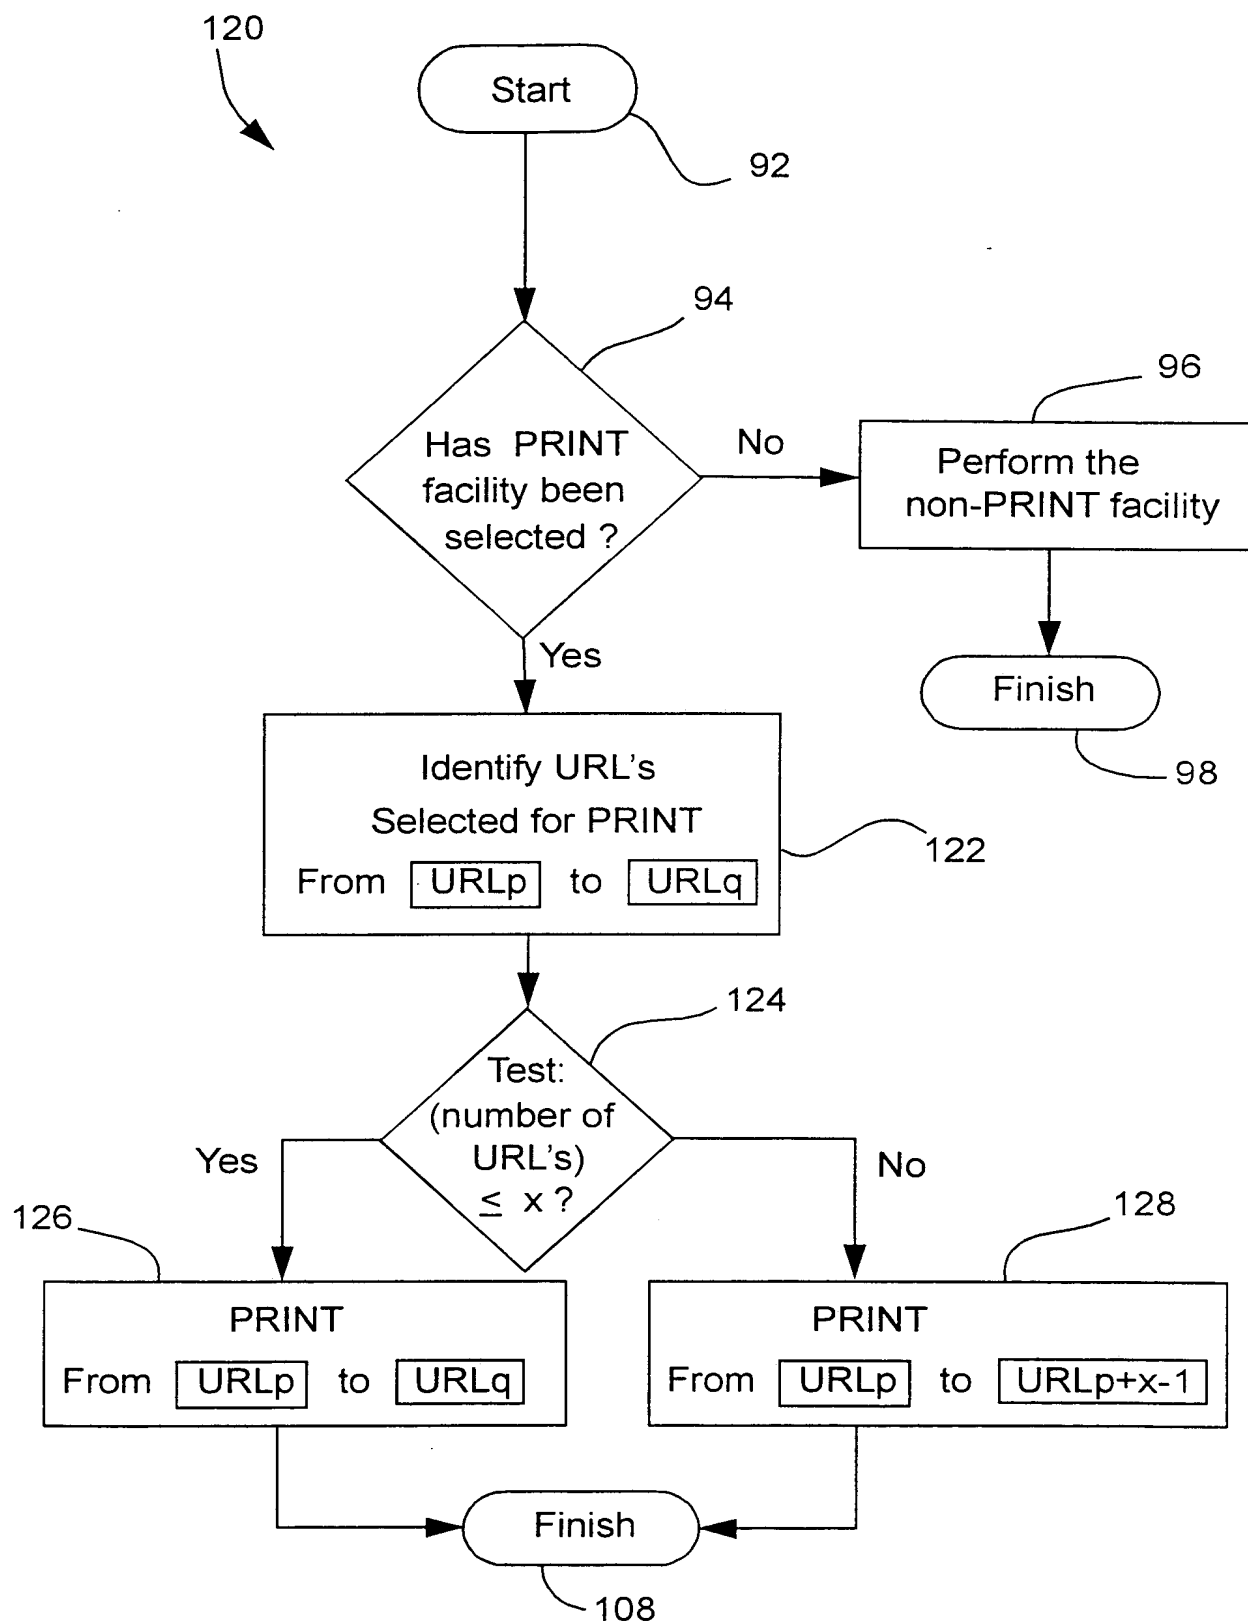 120
Start
92
94
96
Has PRINT
facility been
selected ?
No
Perform the
non-PRINT facility
Yes
Finish
98
Identify URL's
Selected for PRINT
From URLp to URLq
122
124
Test:
(number of
URL's)
≤ x ?
Yes
No
126
128
PRINT
From URLp to URLq
PRINT
From URLp to URLp+x-1
Finish
108